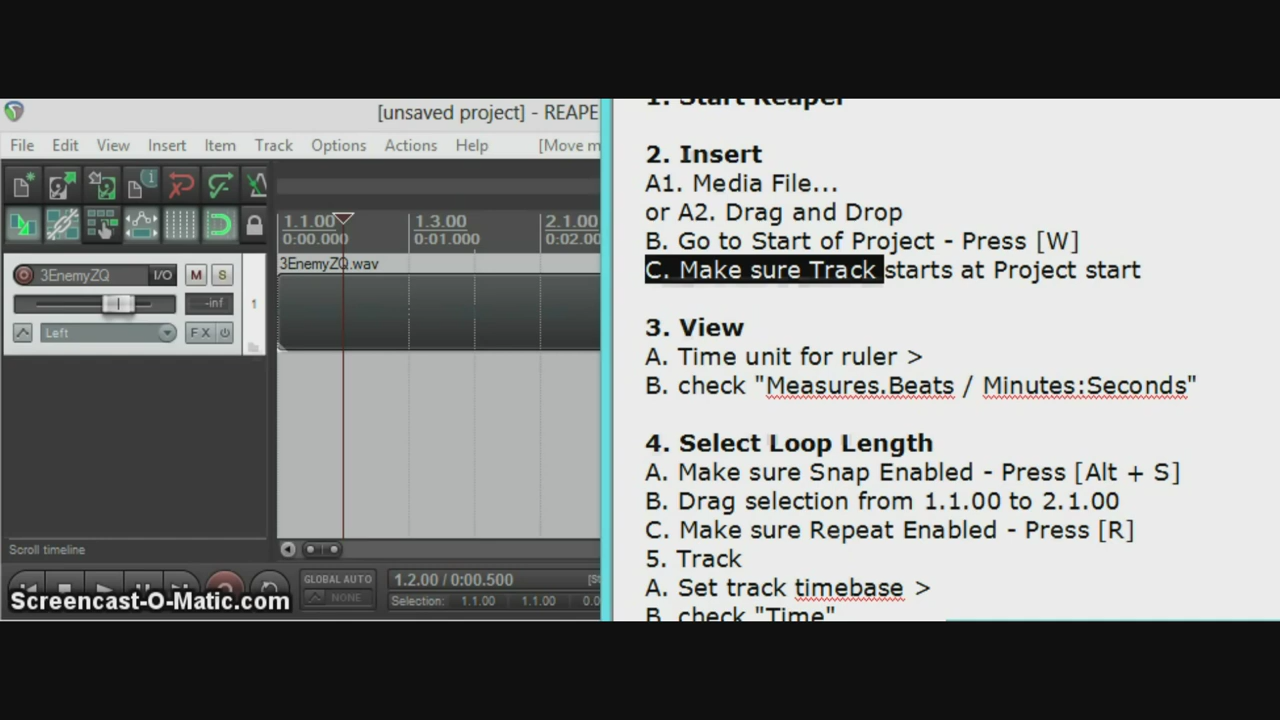 [unsaved project] - REAPE
File Edit View Insert Item Track Options Actions Help [Move m
1.1.00 1.3.00 2.1.00
0:00.000 0:01.000 0:02.00
3EnemyZQ.wav
3EnemyZQ I/O M S
-inf
1
Left FX
Scroll timeline
GLOBAL AUTO
NONE
1.2.00 / 0:00.500 [St
Selection: 1.1.00 1.1.00 0.0
Screencast-O-Matic.com
1. Start Reaper
2. Insert
A1. Media File...
or A2. Drag and Drop
B. Go to Start of Project - Press [W]
C. Make sure Track starts at Project start
3. View
A. Time unit for ruler >
B. check "Measures.Beats / Minutes:Seconds"
4. Select Loop Length
A. Make sure Snap Enabled - Press [Alt + S]
B. Drag selection from 1.1.00 to 2.1.00
C. Make sure Repeat Enabled - Press [R]
5. Track
A. Set track timebase >
B. check "Time"